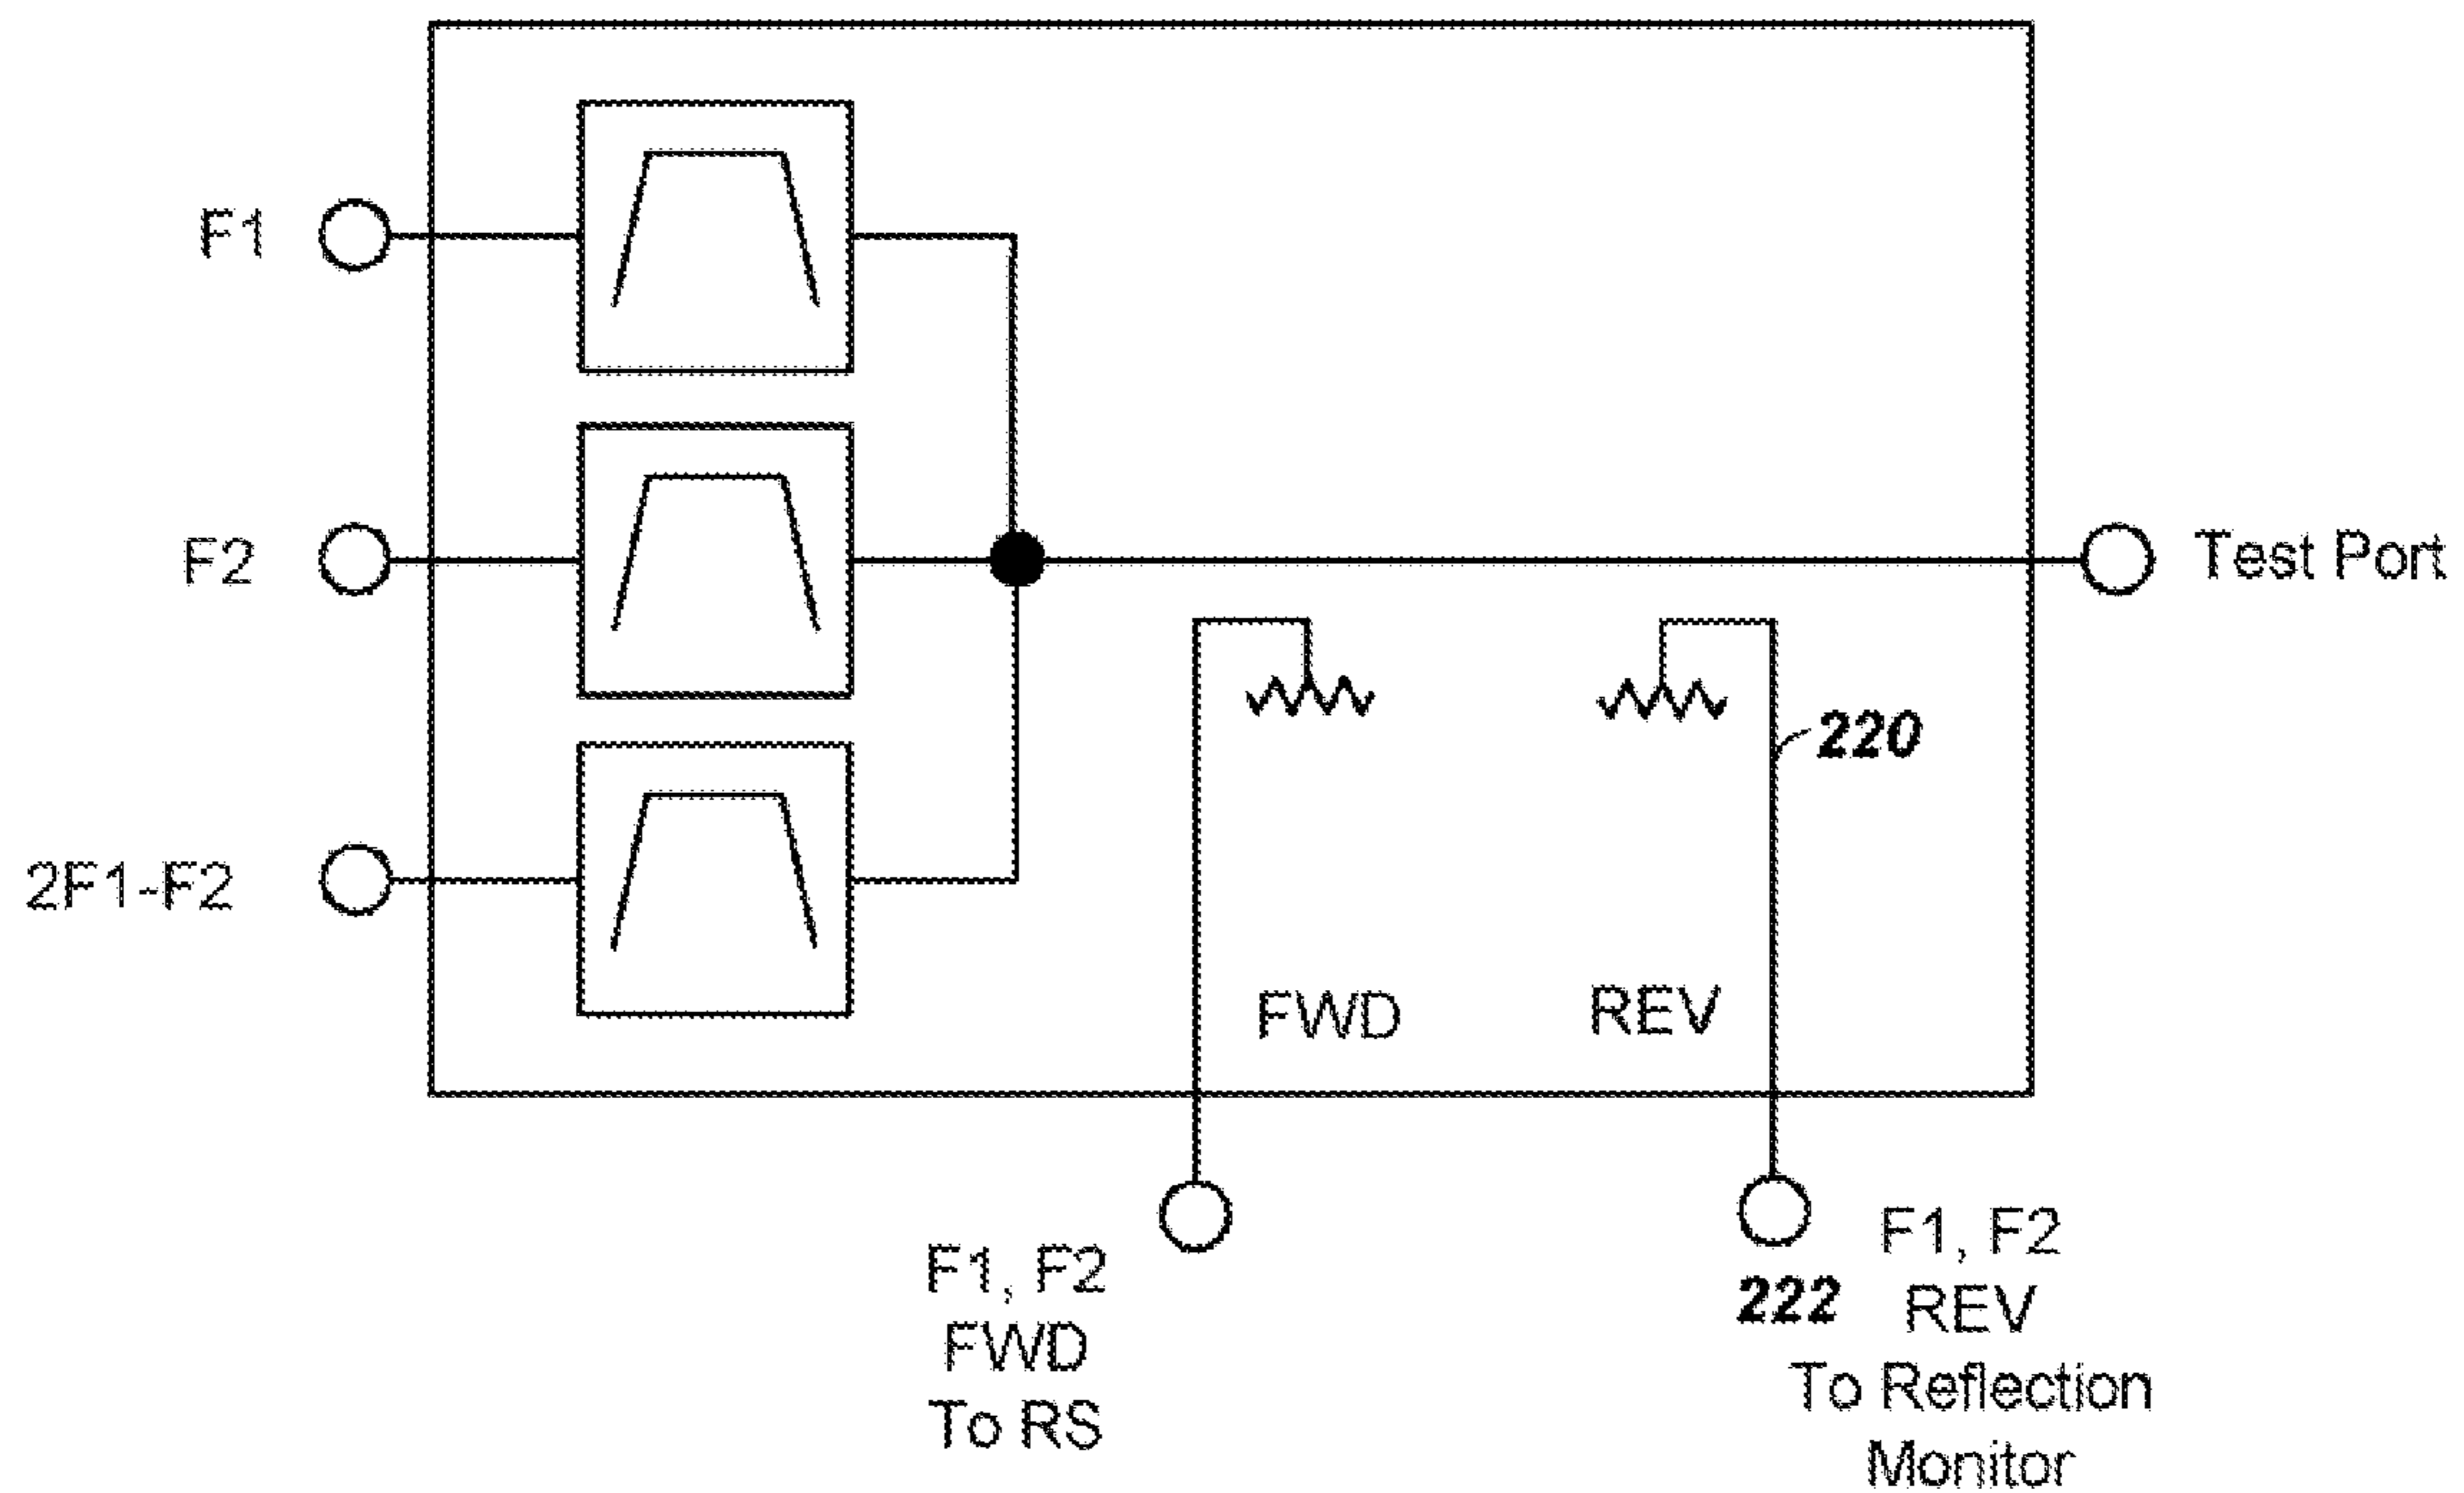 F1
F2
Test Port
220
2F1-F2
FWD
REV
F1, F2
FWD
To RS
222
F1, F2
REV
To Reflection
Monitor